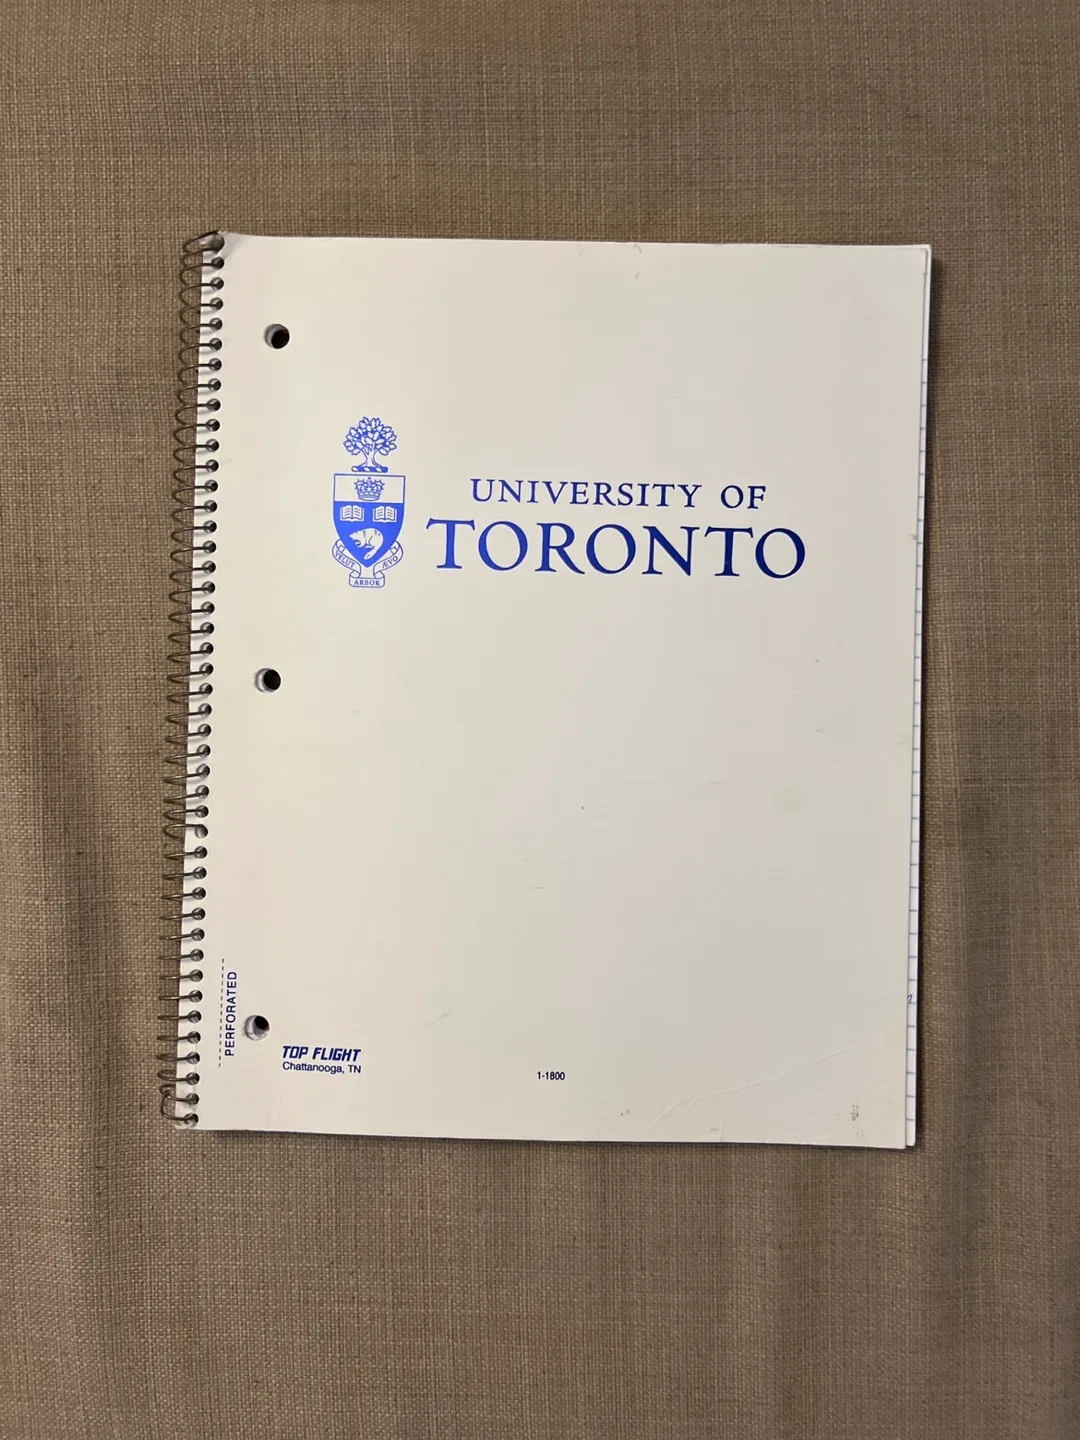 UNIVERSITY OF
TORONTO
VELUT
ARBOR
ÆVO
PERFORATED
TOP FLIGHT
Chattanooga, TN
1-1800